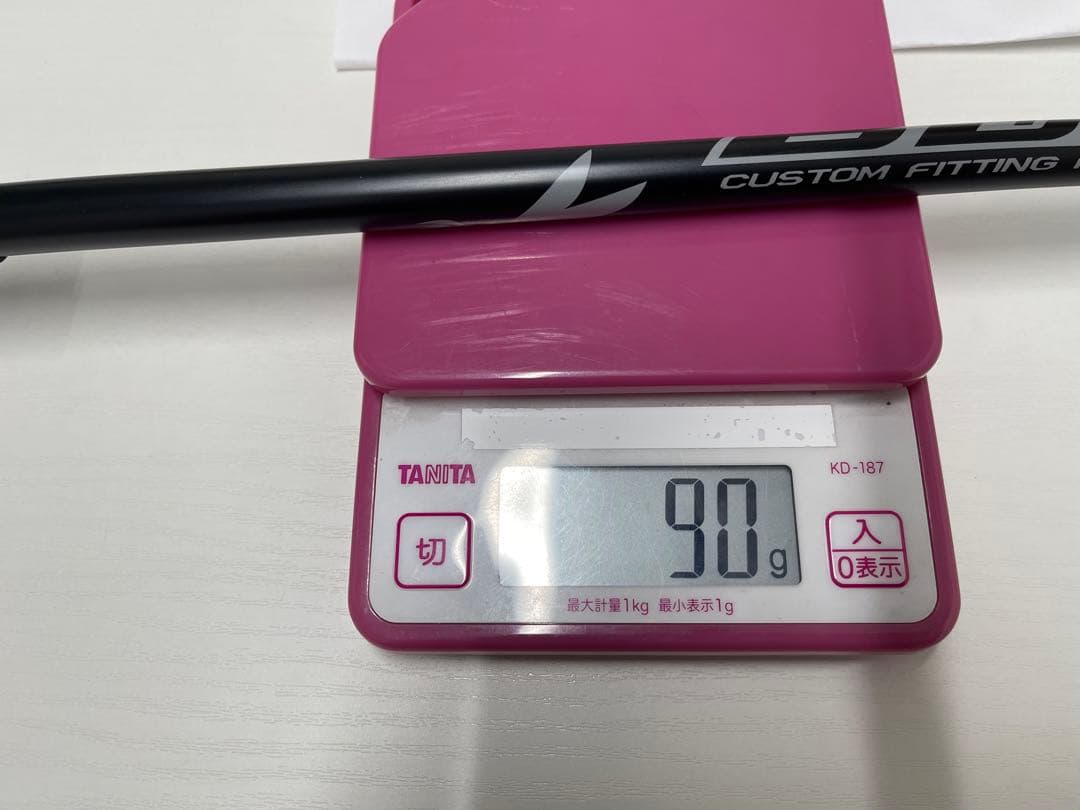 CUSTOM FITTING
TANITA
KD-187
90g
切
入
0表示
最大計量1kg 最小表示1g